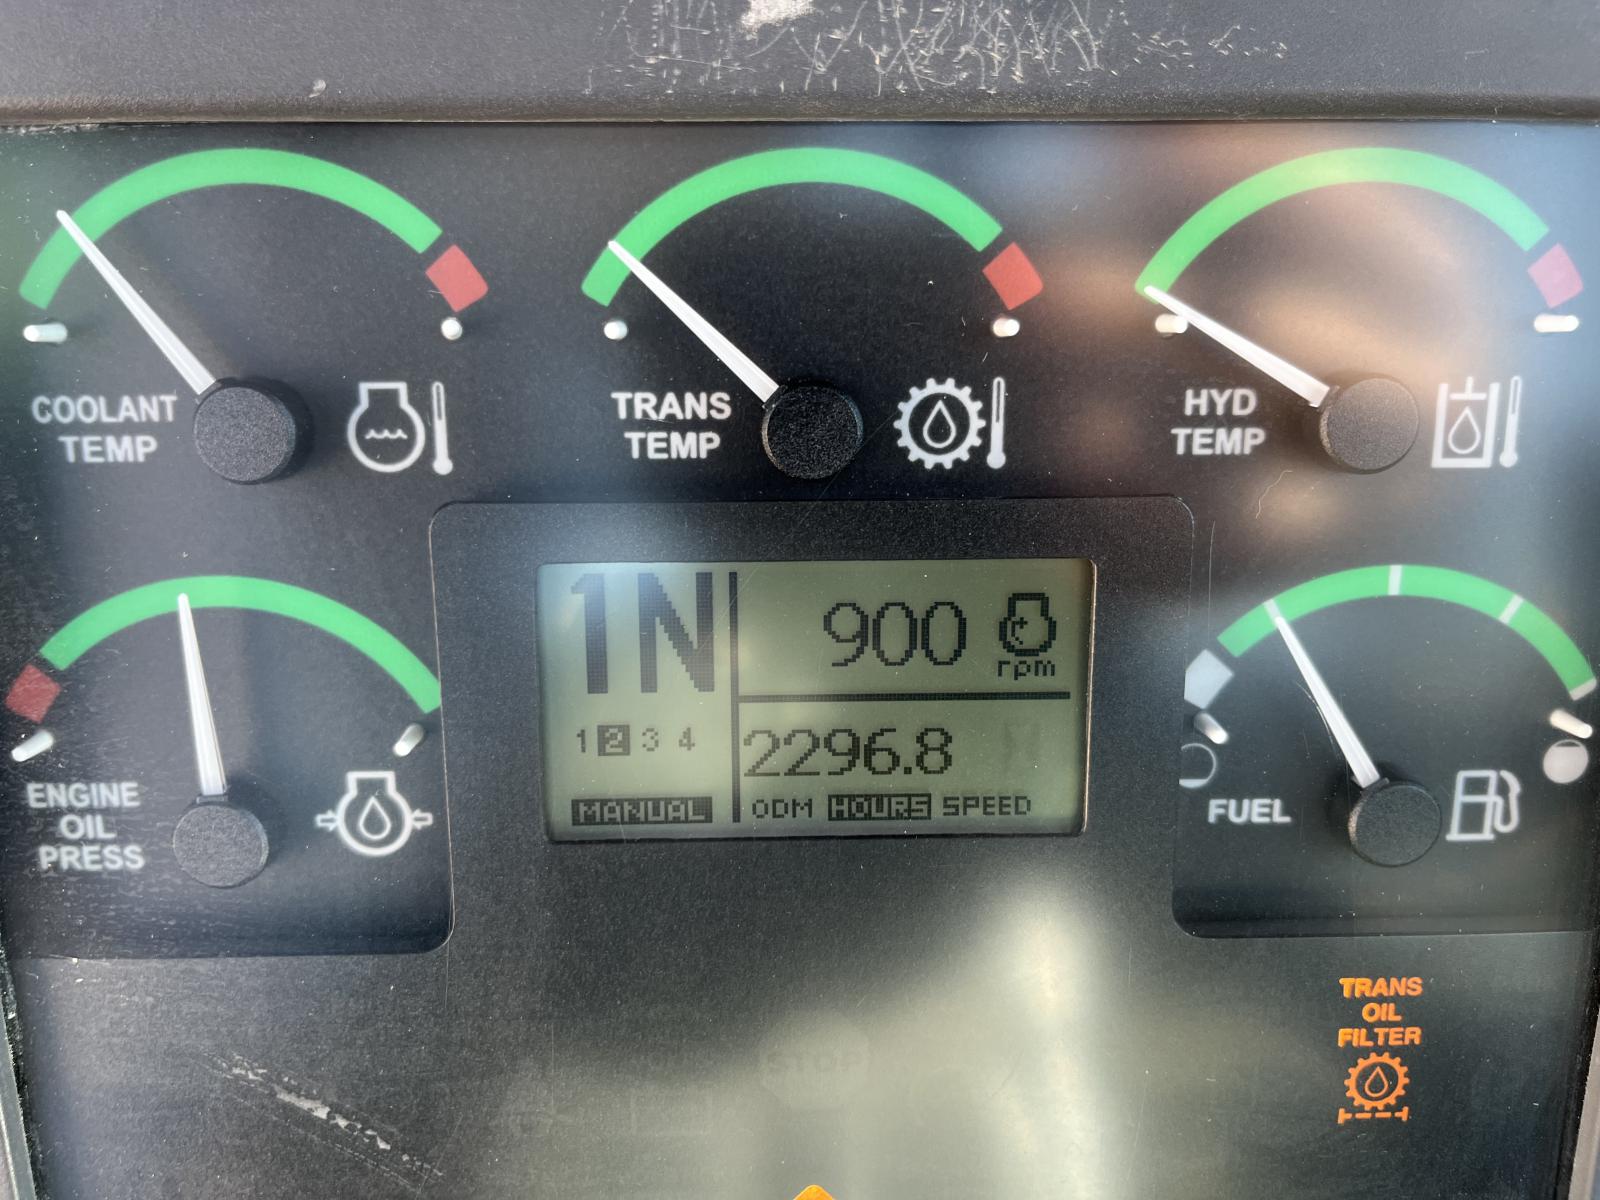 COOLANT
TEMP
TRANS
TEMP
HYD
TEMP
1N
900
rpm
1 2 3 4
2296.8
MANUAL
ODM HOURS SPEED
ENGINE
OIL
PRESS
FUEL
TRANS
OIL
FILTER
STOP